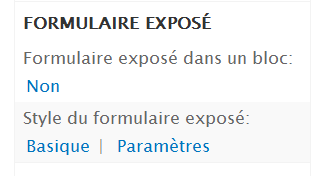 FORMULAIRE EXPOSÉ
Formulaire exposé dans un bloc:
Non
Style du formulaire exposé:
Basique | Paramètres